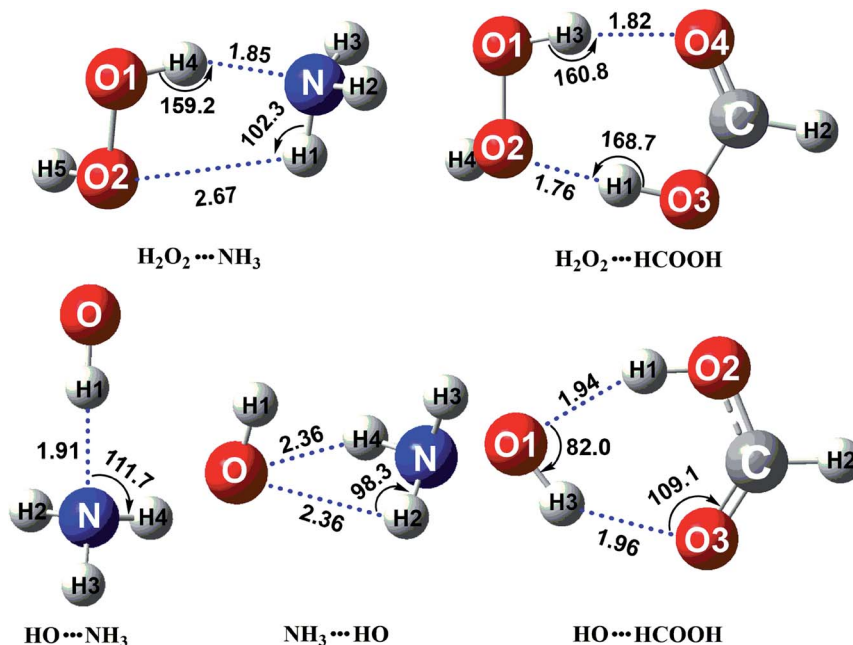 H4 1.85 H3
O1 N H2
159.2
102.3
H5 O2 H1
2.67
H₂O₂•••NH₃
O1 H3 1.82 O4
160.8
C H2
H4 O2 168.7
1.76 H1 O3
H₂O₂•••HCOOH
O
H1
1.91
111.7
H2 N H4
H3
HO•••NH₃
H1 H3
2.36 H4
O N
98.3
2.36 H2
NH₃•••HO
H1 O2
1.94
O1 82.0 C H2
H3 109.1
1.96 O3
HO•••HCOOH